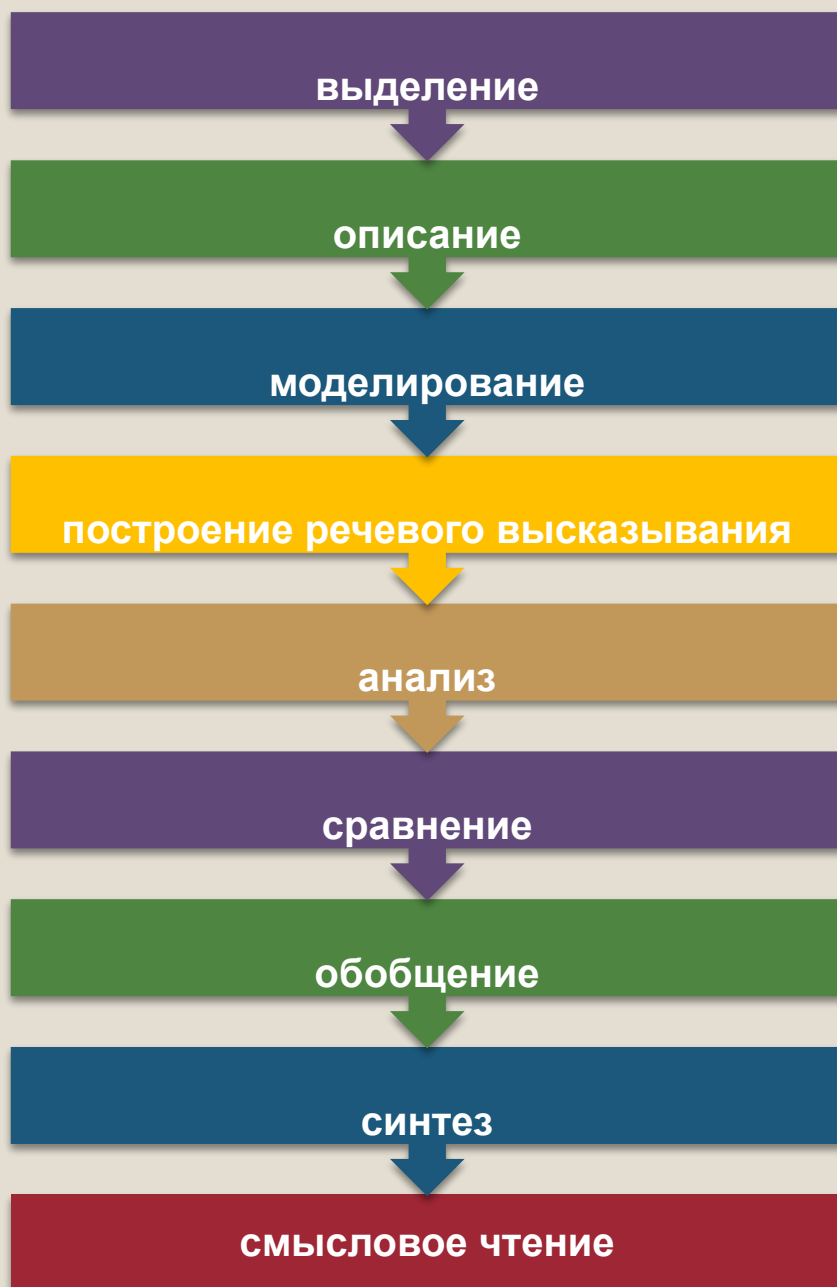 выделение
описание
моделирование
построение речевого высказывания
анализ
сравнение
обобщение
синтез
смысловое чтение